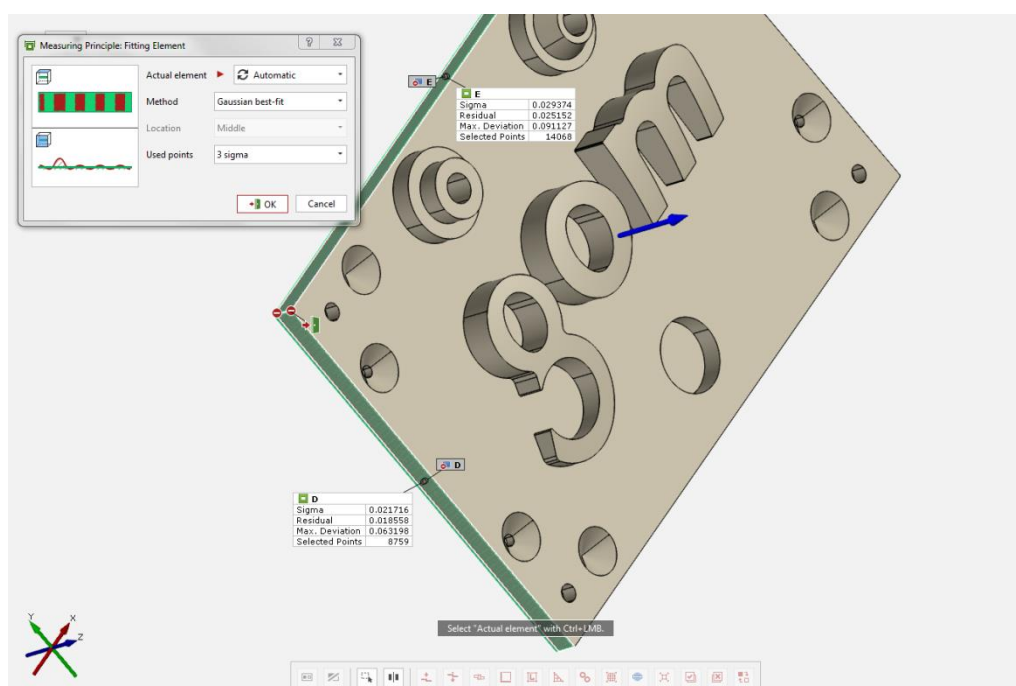 Measuring Principle: Fitting Element
Actual element Automatic
Method Gaussian best-fit
Location Middle
Used points 3 sigma
OK Cancel
E
E
Sigma 0.029374
Residual 0.025152
Max. Deviation 0.091127
Selected Points 14068
gom
D
D
Sigma 0.021716
Residual 0.018558
Max. Deviation 0.063198
Selected Points 8759
Y X
Z
Select "Actual element" with Ctrl+LMB.